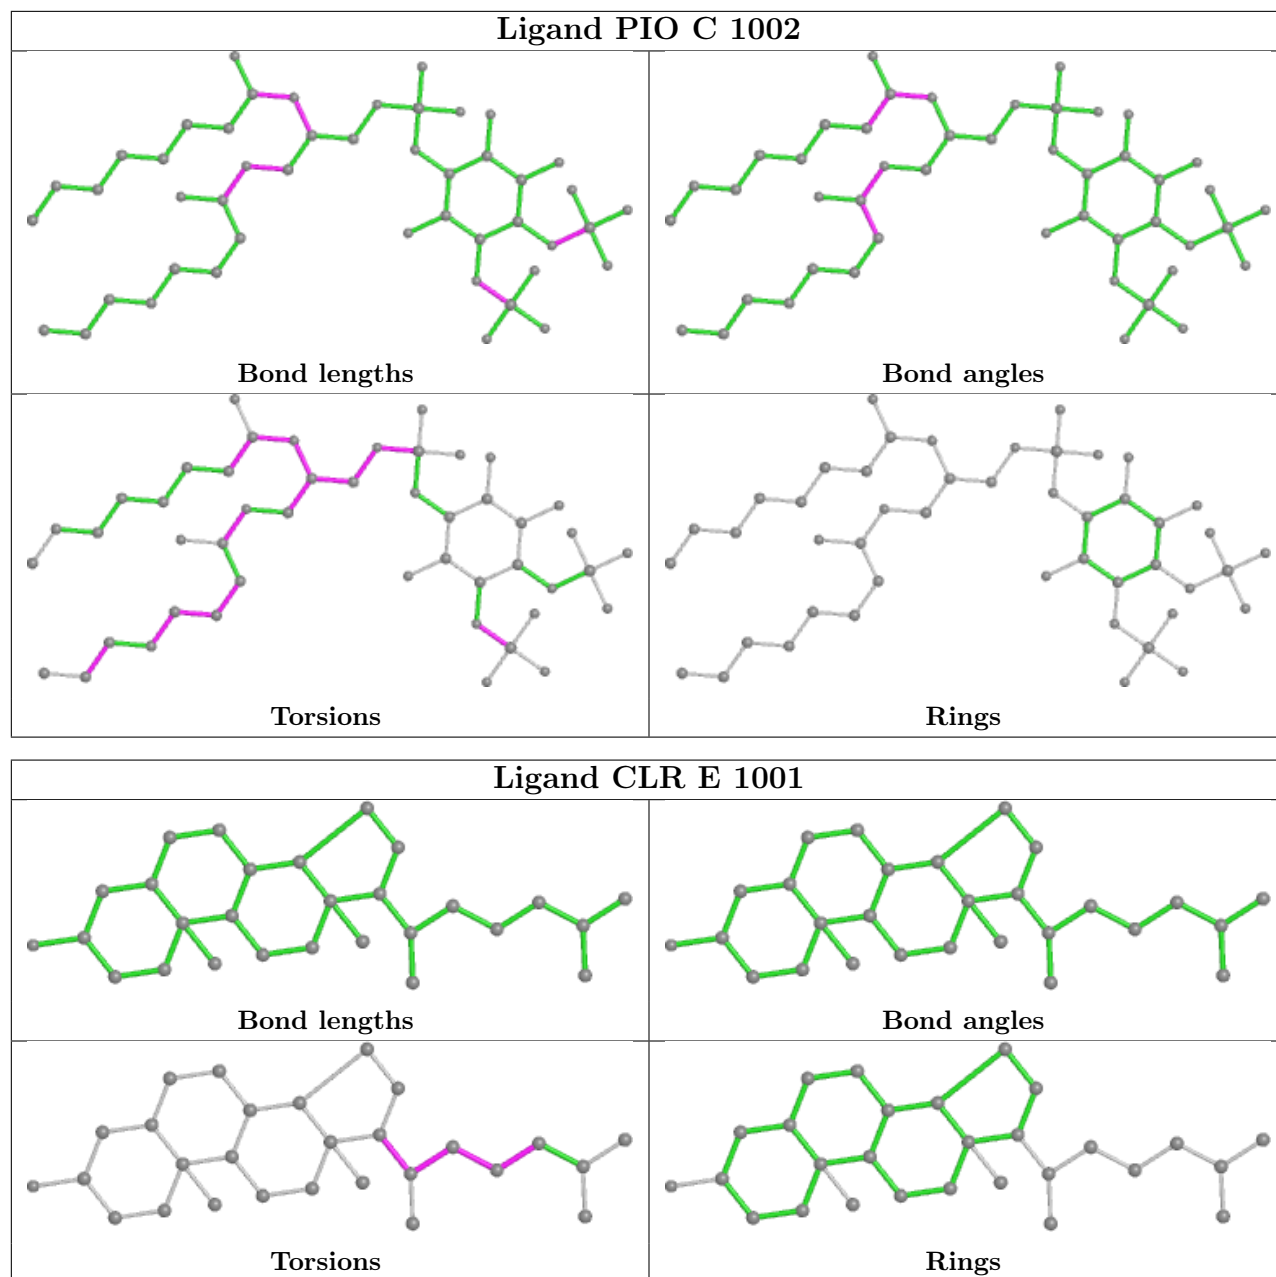 Ligand PIO C 1002
Bond lengths
Bond angles
Torsions
Rings
Ligand CLR E 1001
Bond lengths
Bond angles
Torsions
Rings